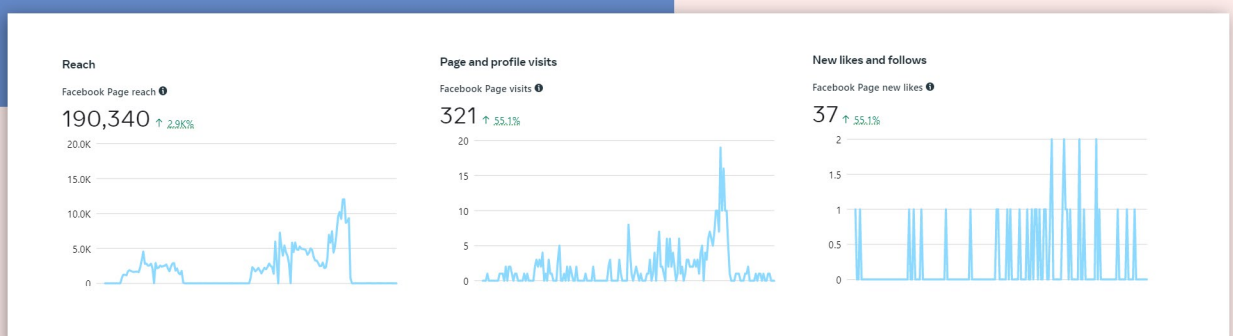 Reach
Facebook Page reach
190,340 ↑ 2.9K%
20.0K
15.0K
10.0K
5.0K
0
Page and profile visits
Facebook Page visits
321 ↑ 55.1%
20
15
10
5
0
New likes and follows
Facebook Page new likes
37 ↑ 55.1%
2
1.5
1
0.5
0